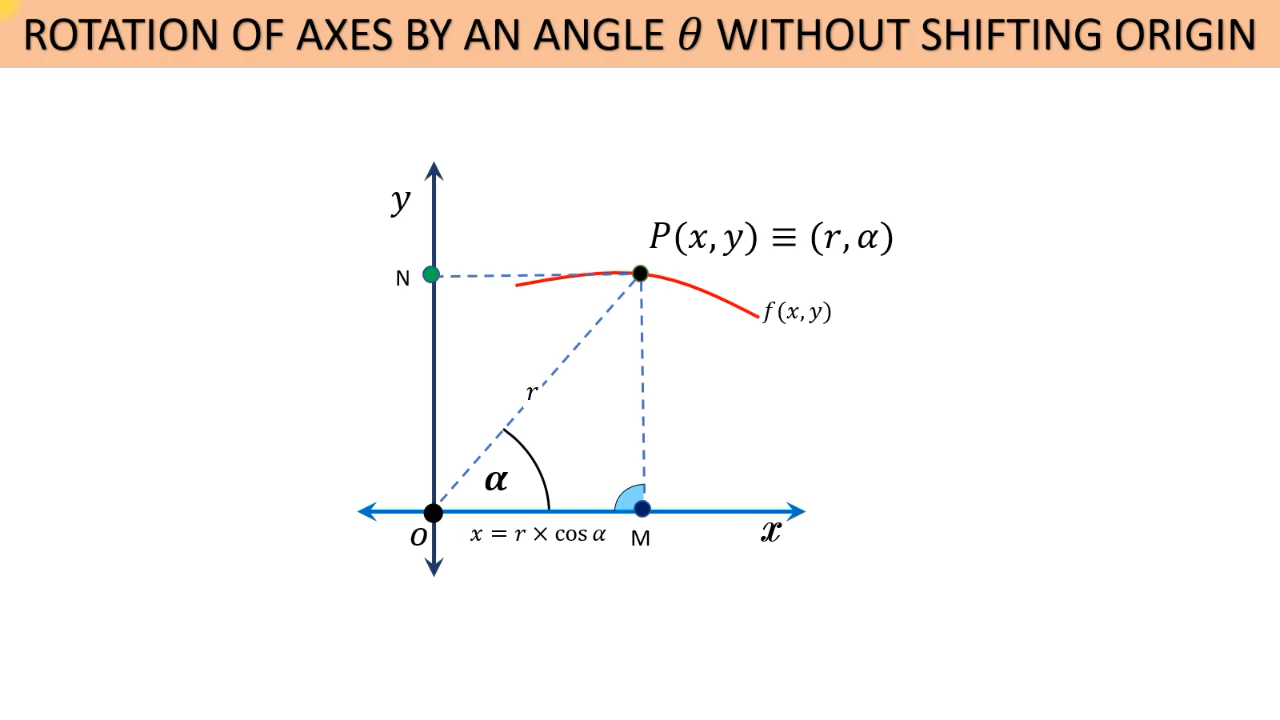 ROTATION OF AXES BY AN ANGLE θ WITHOUT SHIFTING ORIGIN
y
P(x, y) ≡ (r, α)
N
f(x, y)
r
α
O
x = r × cos α
M
x